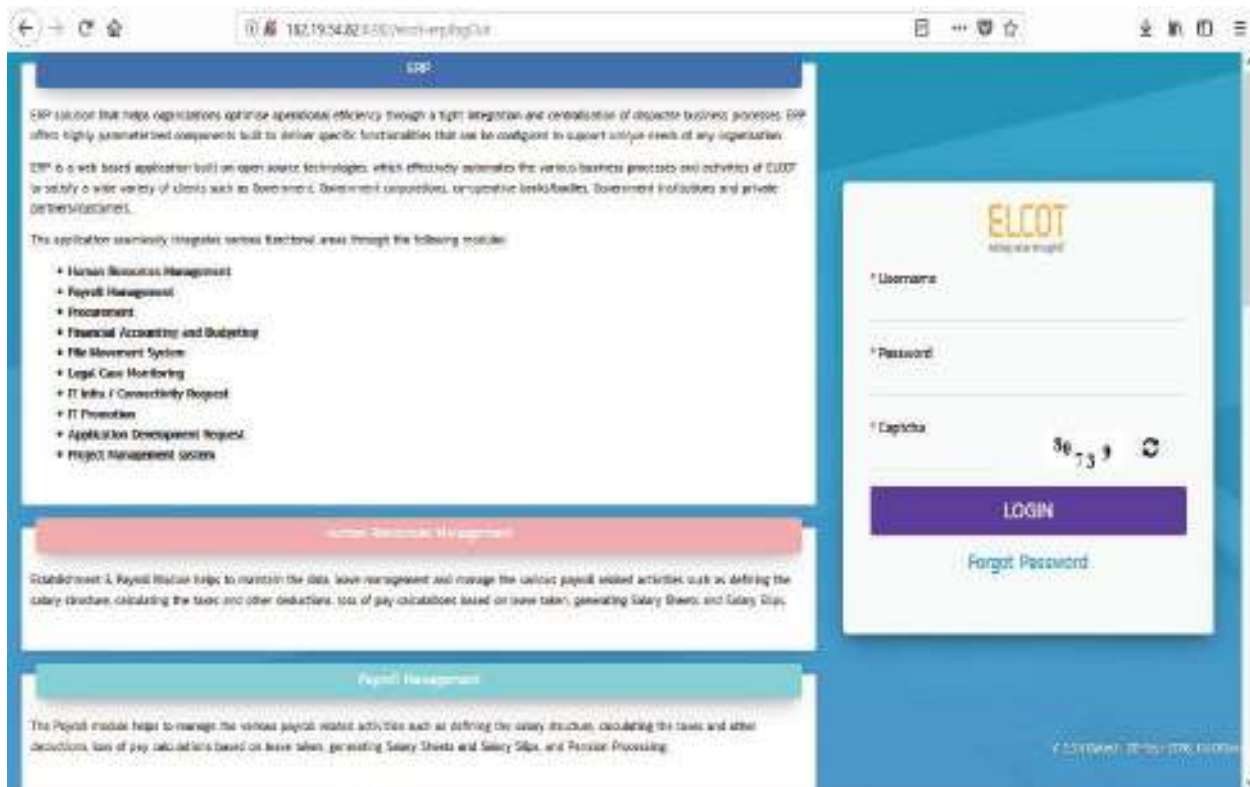 ERP
ERP solution that helps organizations optimise operational efficiency through a tight integration and centralisation of disparate business processes. ERP
offers highly parameterized components built to deliver specific functionalities that can be configured to support unique needs of any organisation.
ERP is a web based application built on open source technologies, which effectively automates the various business processes and activities of ELCOT
to satisfy a wide variety of clients such as Government, Government corporations, co-operative banks/bodies, Government institutions and private
partners/customers.
The application seamlessly integrates various functional areas through the following modules
+ Human Resources Management
+ Payroll Management
+ Procurement
+ Financial Accounting and Budgeting
+ File Movement System
+ Legal Case Monitoring
+ IT Infra / Connectivity Request
+ IT Promotion
+ Application Development Request
+ Project Management system
Human Resources Management
Establishment & Payroll Module helps to maintain the data, leave management and manage the various payroll related activities such as defining the
salary structure, calculating the taxes and other deductions, loss of pay calculations based on leave taken, generating Salary Sheets and Salary Slips.
Payroll Management
The Payroll module helps to manage the various payroll related activities such as defining the salary structure, calculating the taxes and other
deductions, loss of pay calculations based on leave taken, generating Salary Sheets and Salary Slips, and Pension Processing.
ELCOT
* Username
* Password
* Captcha
30739
LOGIN
Forgot Password